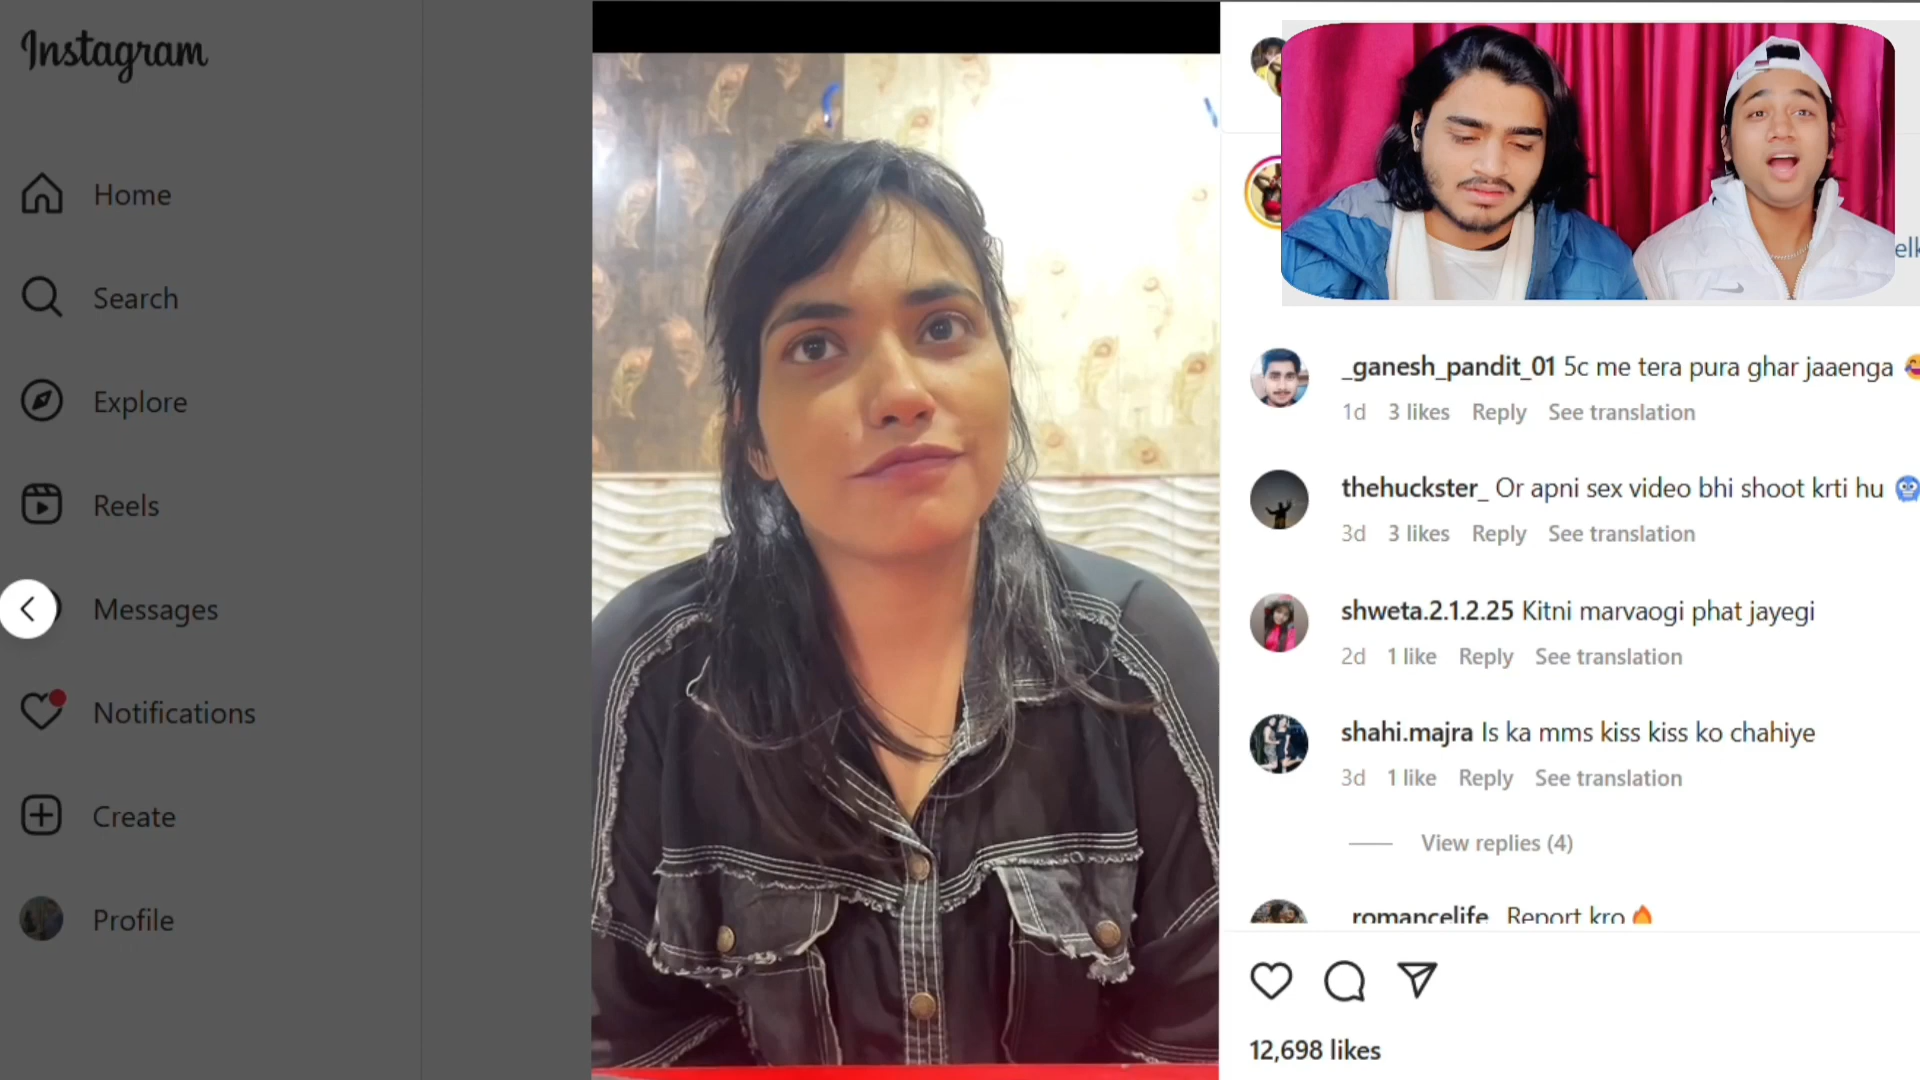 Instagram
Home
Search
Explore
Reels
Messages
Notifications
Create
Profile
elk
_ganesh_pandit_01 5c me tera pura ghar jaaenga
1d 3 likes Reply See translation
thehuckster_ Or apni sex video bhi shoot krti hu
3d 3 likes Reply See translation
shweta.2.1.2.25 Kitni marvaogi phat jayegi
2d 1 like Reply See translation
shahi.majra Is ka mms kiss kiss ko chahiye
3d 1 like Reply See translation
View replies (4)
_romancelife_ Report kro
12,698 likes